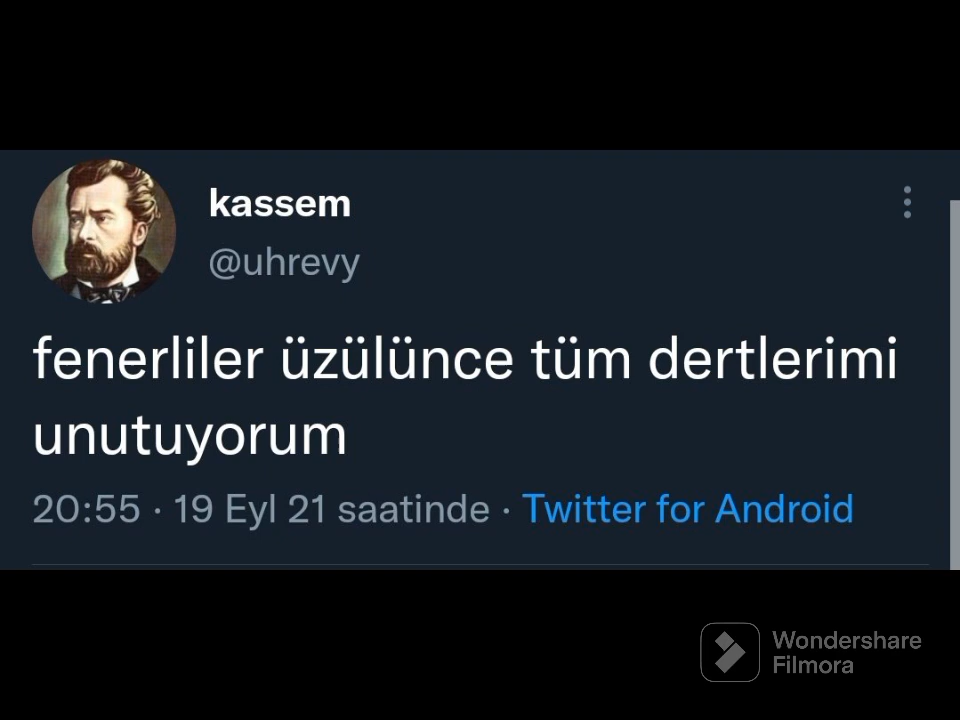 kassem
@uhrevy
fenerliler üzülünce tüm dertlerimi
unutuyorum
20:55 · 19 Eyl 21 saatinde · Twitter for Android
Wondershare
Filmora